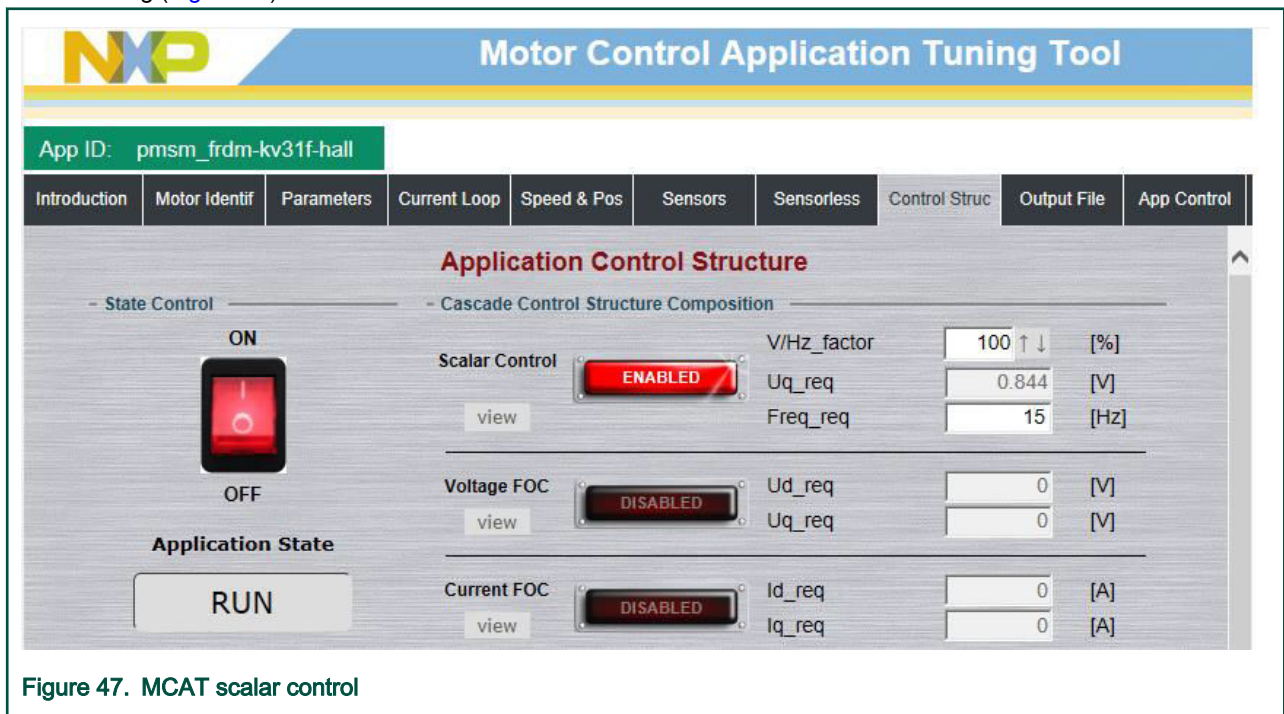 NXP
Motor Control Application Tuning Tool
App ID: pmsm_frdm-kv31f-hall
Introduction Motor Identif Parameters Current Loop Speed & Pos Sensors Sensorless Control Struc Output File App Control
Application Control Structure
- State Control - Cascade Control Structure Composition
ON
OFF
Application State
RUN
Scalar Control ENABLED V/Hz_factor 100 ↑↓ [%]
Uq_req 0.844 [V]
view Freq_req 15 [Hz]
Voltage FOC DISABLED Ud_req 0 [V]
view Uq_req 0 [V]
Current FOC DISABLED Id_req 0 [A]
view Iq_req 0 [A]
Figure 47. MCAT scalar control